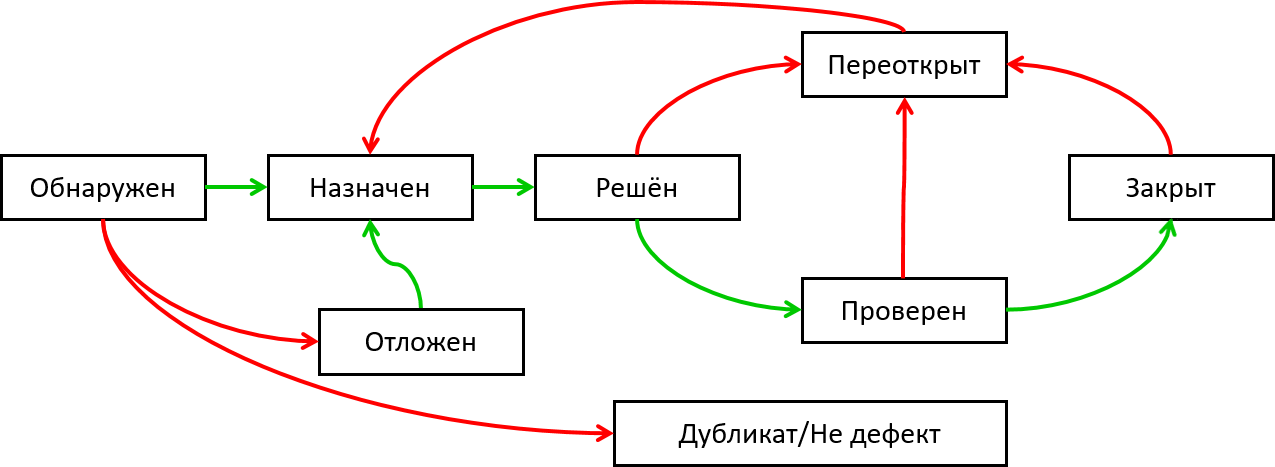 Переоткрыт
Обнаружен
Назначен
Решён
Закрыт
Проверен
Отложен
Дубликат/Не дефект